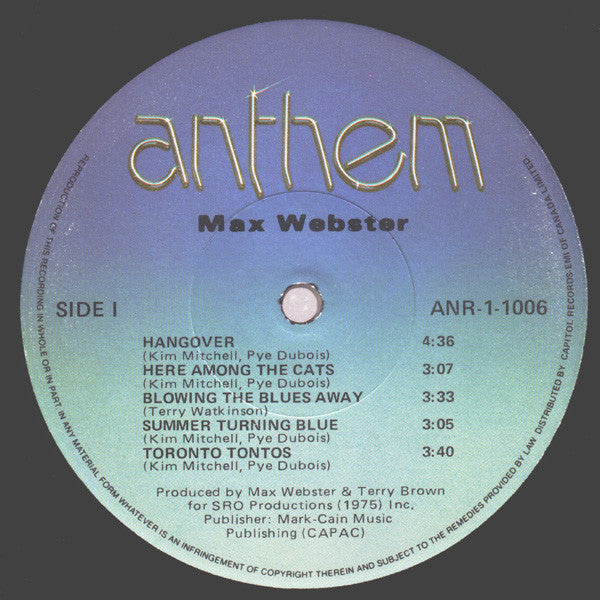 anthem
Max Webster
SIDE I
ANR-1-1006
HANGOVER 4:36
(Kim Mitchell, Pye Dubois)
HERE AMONG THE CATS 3:07
(Kim Mitchell, Pye Dubois)
BLOWING THE BLUES AWAY 3:33
(Terry Watkinson)
SUMMER TURNING BLUE 3:05
(Kim Mitchell, Pye Dubois)
TORONTO TONTOS 3:40
(Kim Mitchell, Pye Dubois)
Produced by Max Webster & Terry Brown
for SRO Productions (1975) Inc.
Publisher: Mark-Cain Music
Publishing (CAPAC)
REPRODUCTION OF THIS RECORDING IN WHOLE OR IN PART, IN ANY MATERIAL FORM WHATEVER IS AN INFRINGEMENT OF COPYRIGHT THEREIN AND SUBJECT TO THE REMEDIES PROVIDED BY LAW DISTRIBUTED BY CAPITOL RECORDS-EMI OF CANADA LIMITED